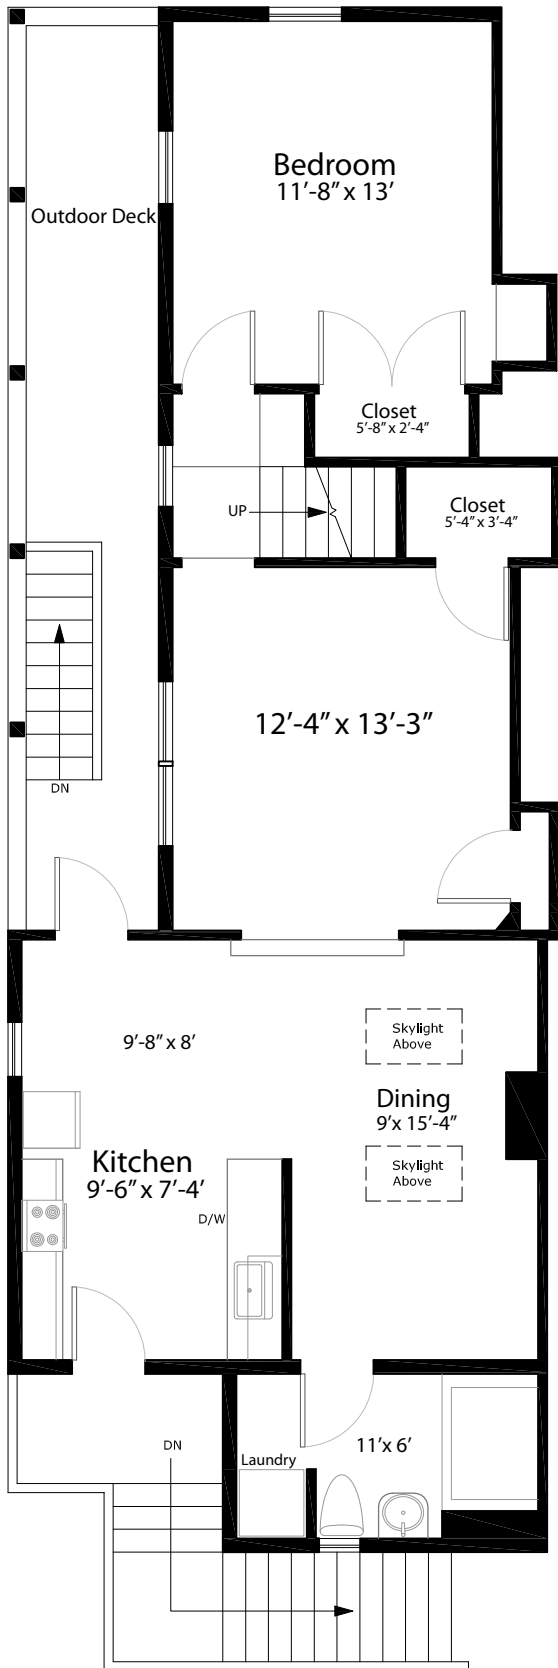 Bedroom
11'-8" x 13'
Outdoor Deck
Closet
5'-8" x 2'-4"
Closet
5'-4" x 3'-4"
UP
12'-4" x 13'-3"
DN
9'-8" x 8'
Skylight
Above
Dining
9'x 15'-4"
Skylight
Above
Kitchen
9'-6" x 7'-4'
D/W
DN
11'x 6'
Laundry